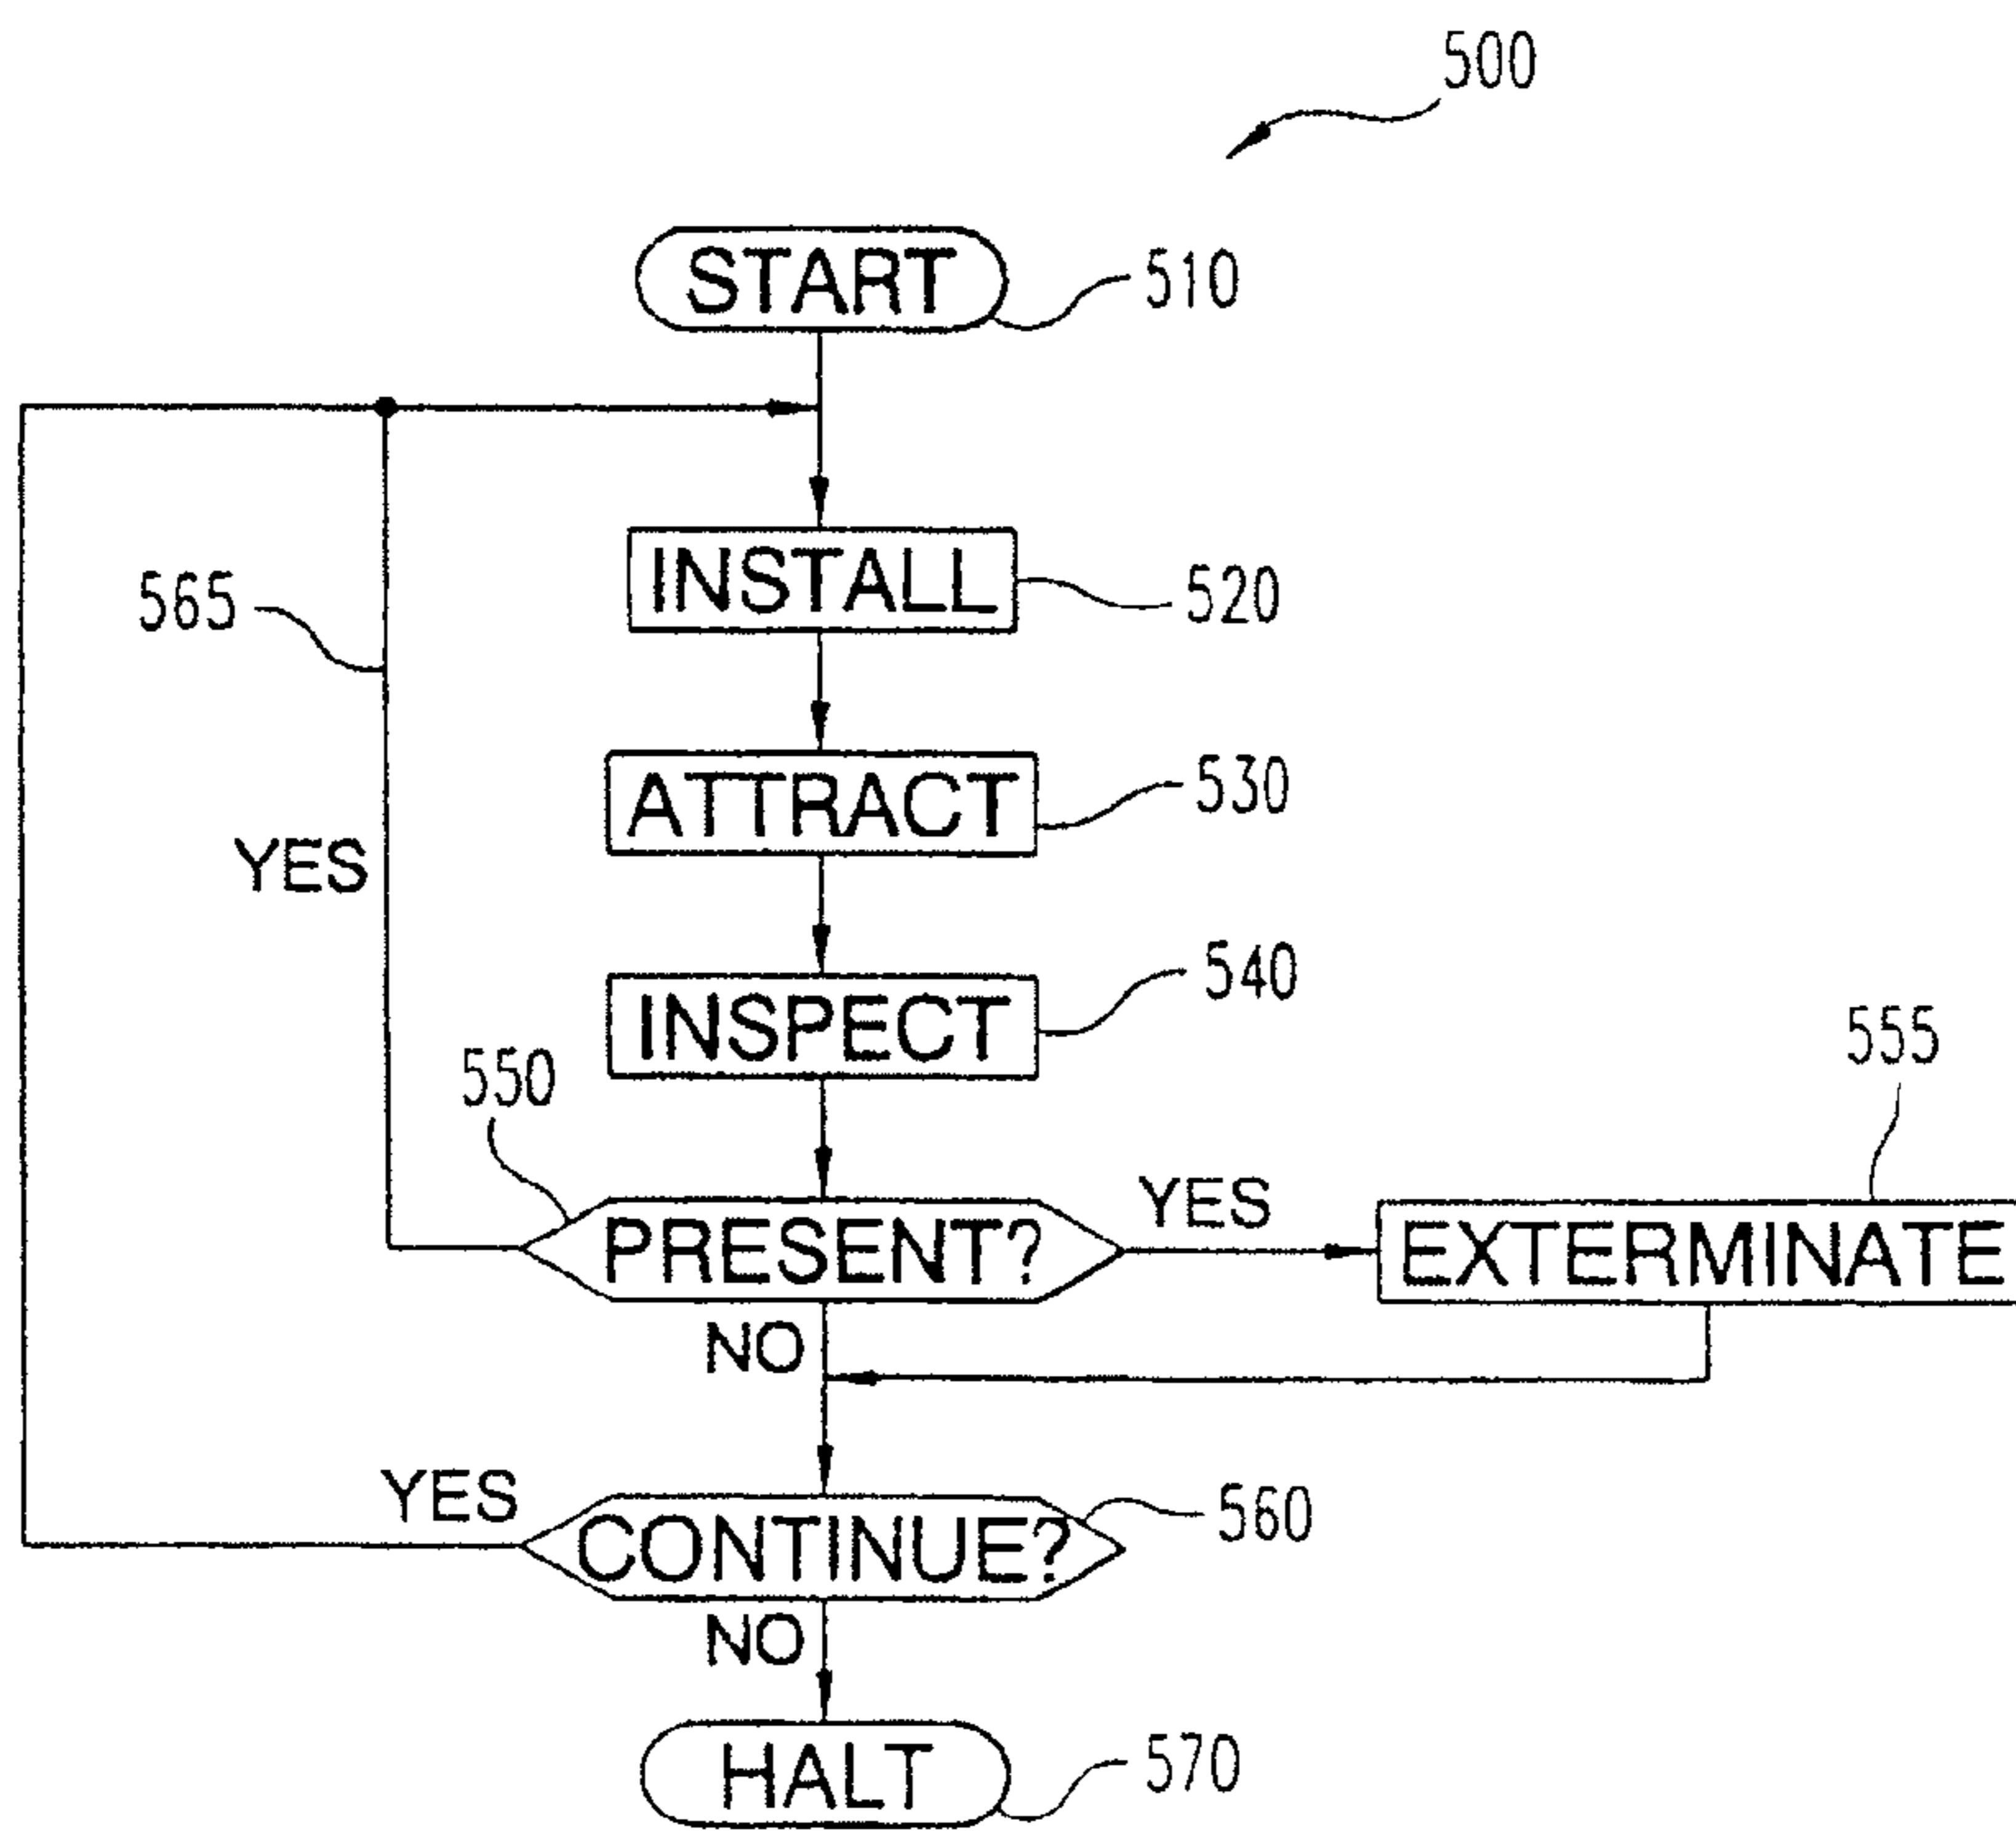 500
START
510
INSTALL
520
565
ATTRACT
530
YES
INSPECT
540
550
555
PRESENT?
YES
EXTERMINATE
NO
YES
CONTINUE?
560
NO
HALT
570